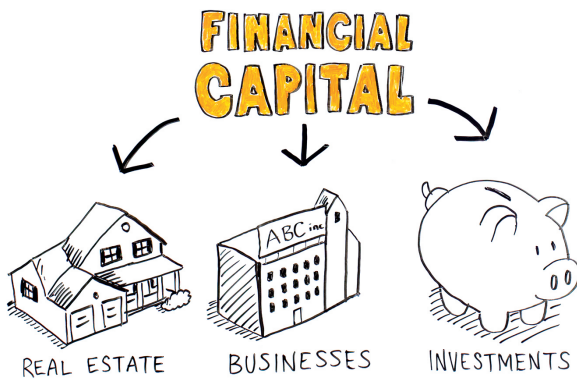 FINANCIAL
CAPITAL
ABC inc
REAL ESTATE
BUSINESSES
INVESTMENTS